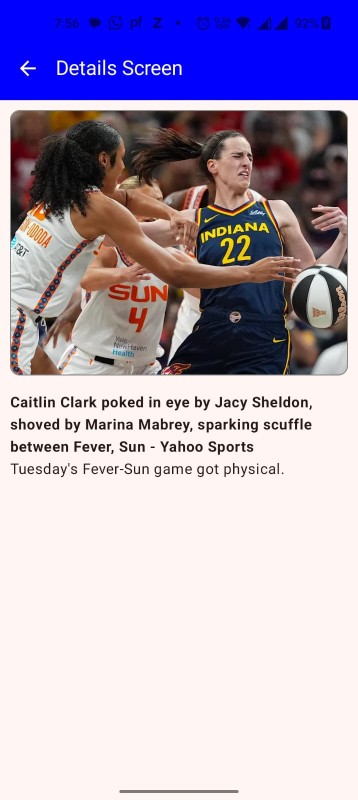 7:56
pf
Z
92%
Details Screen
AT&T
INDIANA
22
SUN
4
Yale
NewHaven
Health
Wilson
Caitlin Clark poked in eye by Jacy Sheldon,
shoved by Marina Mabrey, sparking scuffle
between Fever, Sun - Yahoo Sports
Tuesday's Fever-Sun game got physical.